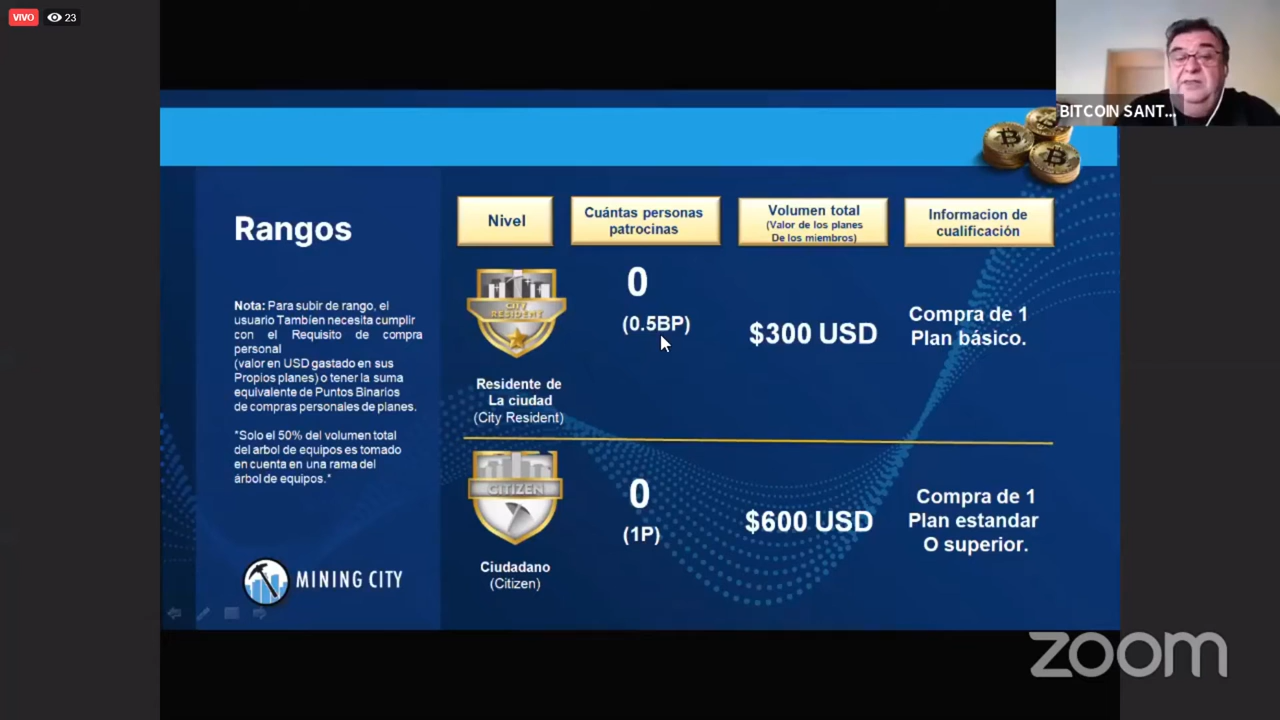 VIVO
23
BITCOIN SANT...
Rangos
Nota: Para subir de rango, el
usuario Tambíen necesita cumplir
con el Requisito de compra
personal
(valor en USD gastado en sus
Propios planes) o tener la suma
equivalente de Puntos Binarios
de compras personales de planes.
*Solo el 50% del volumen total
del arbol de equipos es tomado
en cuenta en una rama del
árbol de equipos.*
MINING CITY
Nivel
Cuántas personas
patrocinas
Volumen total
(Valor de los planes
De los miembros)
Informacion de
cualificación
CITY
RESIDENT
Residente de
La ciudad
(City Resident)
0
(0.5BP)
$300 USD
Compra de 1
Plan básico.
CITIZEN
Ciudadano
(Citizen)
0
(1P)
$600 USD
Compra de 1
Plan estandar
O superior.
zoom